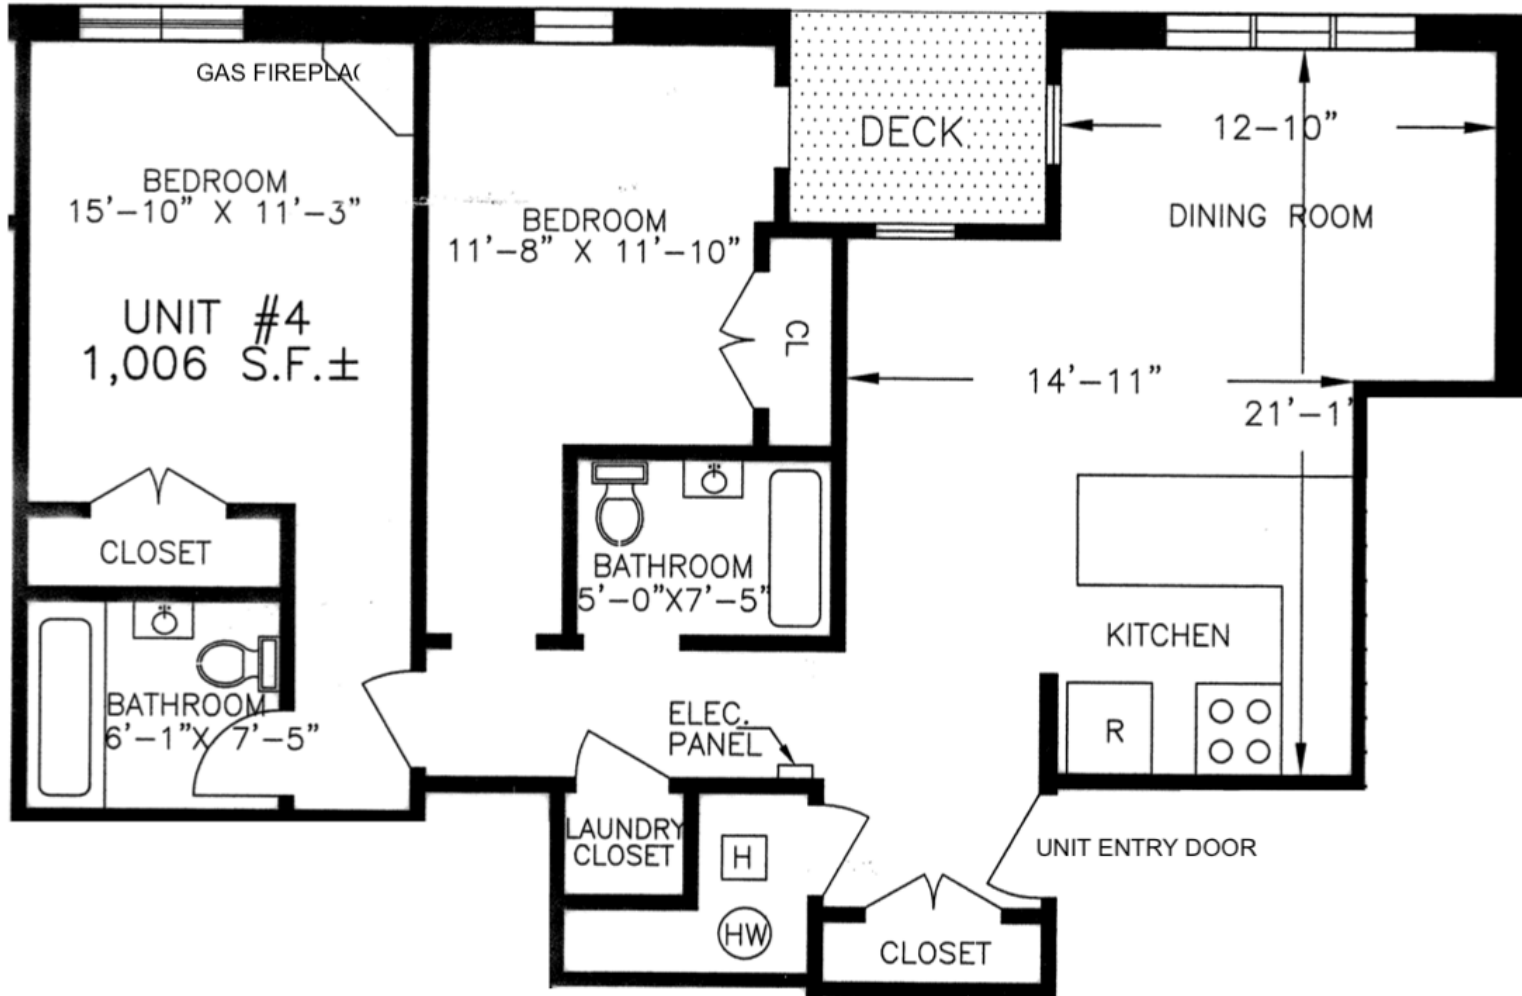 GAS FIREPLAC
BEDROOM
15'-10" X 11'-3"
UNIT #4
1,006 S.F.±
CLOSET
BATHROOM
6'-1"X 7'-5"
BEDROOM
11'-8" X 11'-10"
CL
BATHROOM
5'-0"X7'-5"
ELEC.
PANEL
LAUNDRY
CLOSET
H
HW
DECK
12-10"
DINING ROOM
14'-11"
21'-1'
KITCHEN
R
UNIT ENTRY DOOR
CLOSET